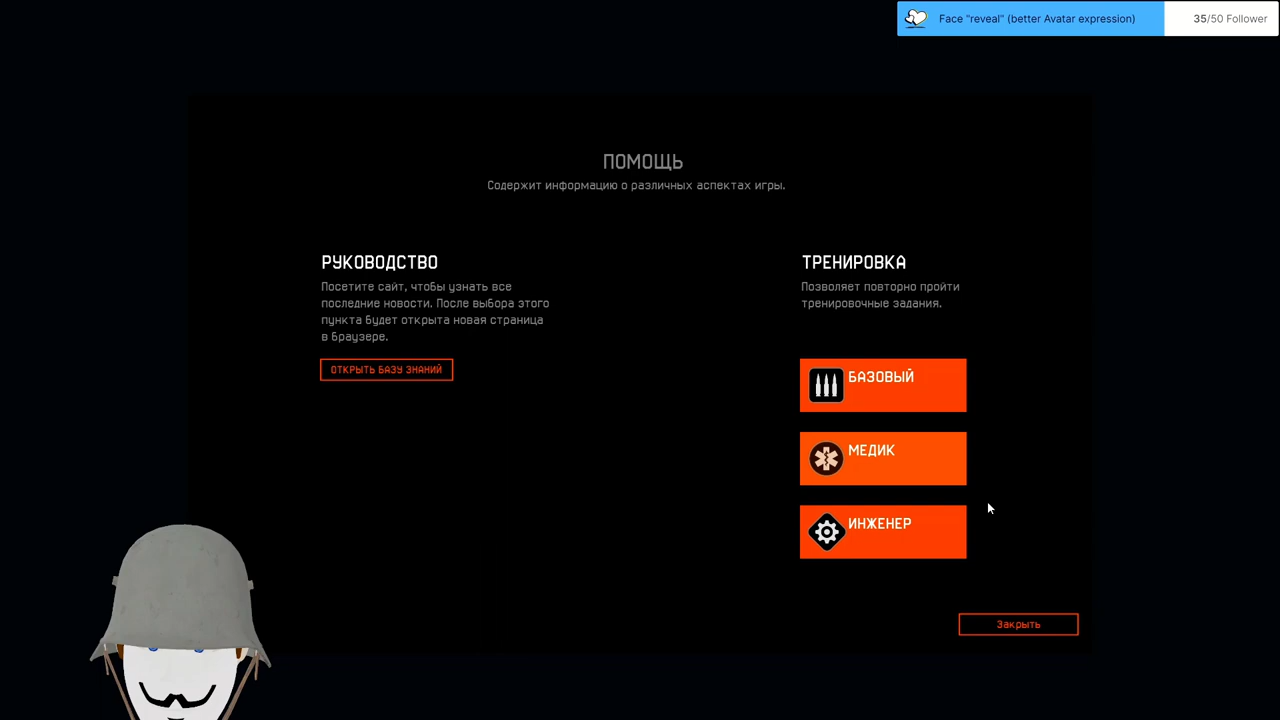 Face "reveal" (better Avatar expression)
35/50 Follower
ПОМОЩЬ
Содержит информацию о различных аспектах игры.
РУКОВОДСТВО
Посетите сайт, чтобы узнать все
последние новости. После выбора этого
пункта будет открыта новая страница
в браузере.
ОТКРЫТЬ БАЗУ ЗНАНИЙ
ТРЕНИРОВКА
Позволяет повторно пройти
тренировочные задания.
БАЗОВЫЙ
МЕДИК
ИНЖЕНЕР
Закрыть